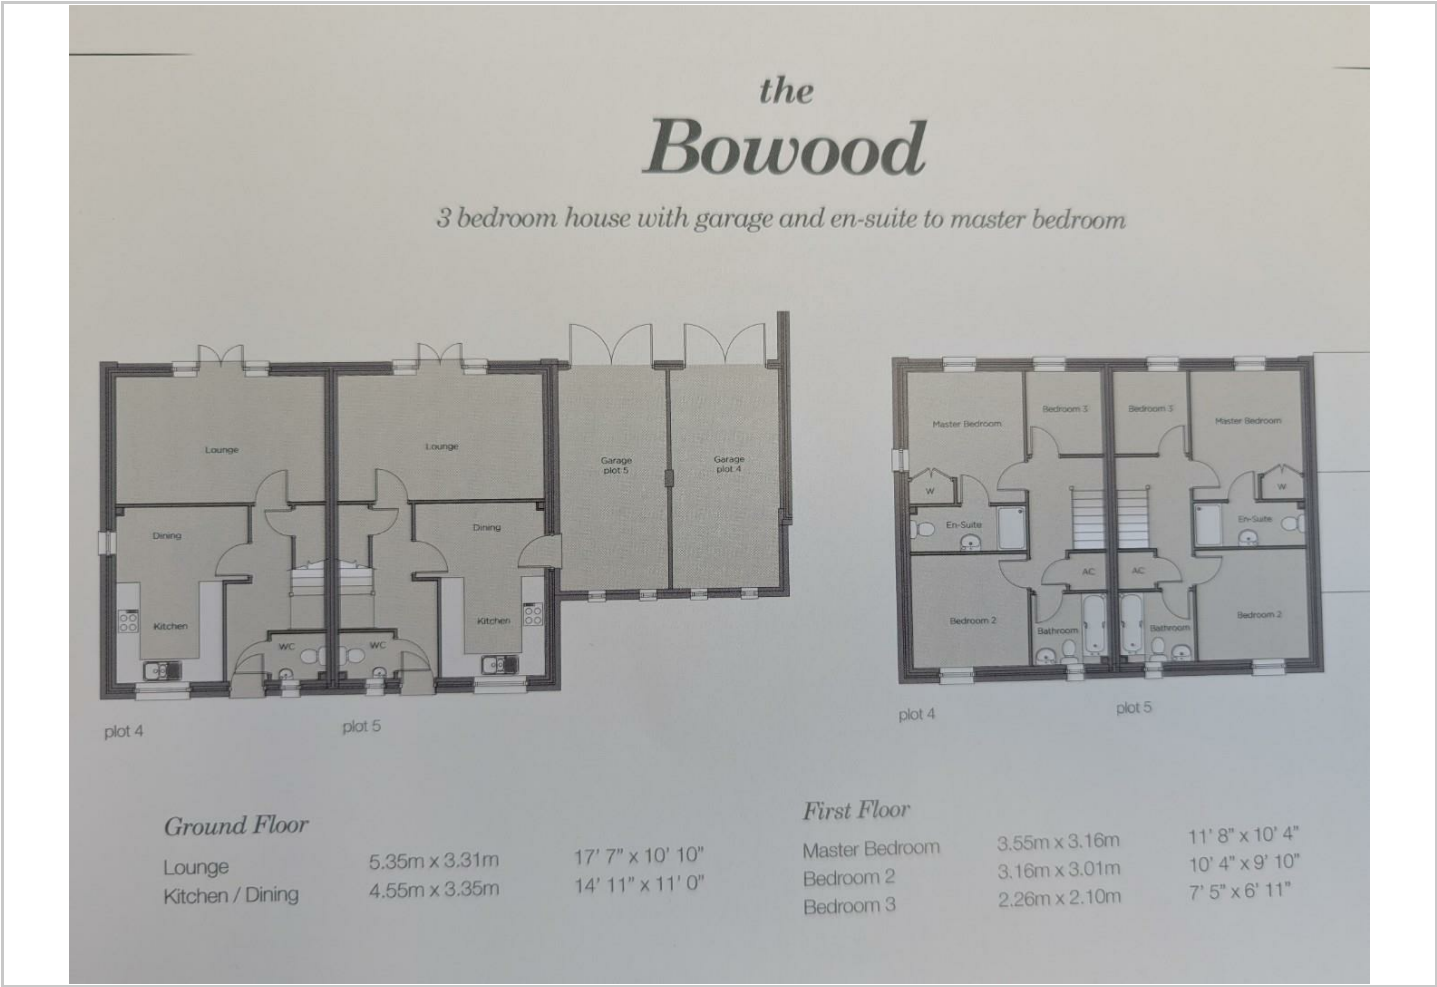 the
Bowood
3 bedroom house with garage and en-suite to master bedroom
Lounge
Lounge
Garage
plot 5
Garage
plot 4
Dining
Dining
Kitchen
Kitchen
WC
WC
plot 4
plot 5
Master Bedroom
Bedroom 3
Bedroom 3
Master Bedroom
W
W
En-Suite
En-Suite
AC
AC
Bedroom 2
Bathroom
Bathroom
Bedroom 2
plot 4
plot 5
Ground Floor
Lounge 5.35m x 3.31m 17' 7" x 10' 10"
Kitchen / Dining 4.55m x 3.35m 14' 11" x 11' 0"
First Floor
Master Bedroom 3.55m x 3.16m 11' 8" x 10' 4"
Bedroom 2 3.16m x 3.01m 10' 4" x 9' 10"
Bedroom 3 2.26m x 2.10m 7' 5" x 6' 11"